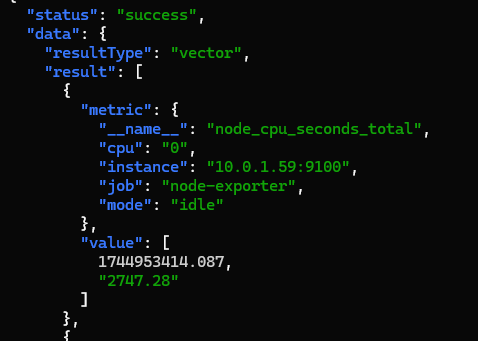 {
  "status": "success",
  "data": {
    "resultType": "vector",
    "result": [
      {
        "metric": {
          "__name__": "node_cpu_seconds_total",
          "cpu": "0",
          "instance": "10.0.1.59:9100",
          "job": "node-exporter",
          "mode": "idle"
        },
        "value": [
          1744953414.087,
          "2747.28"
        ]
      },
      {